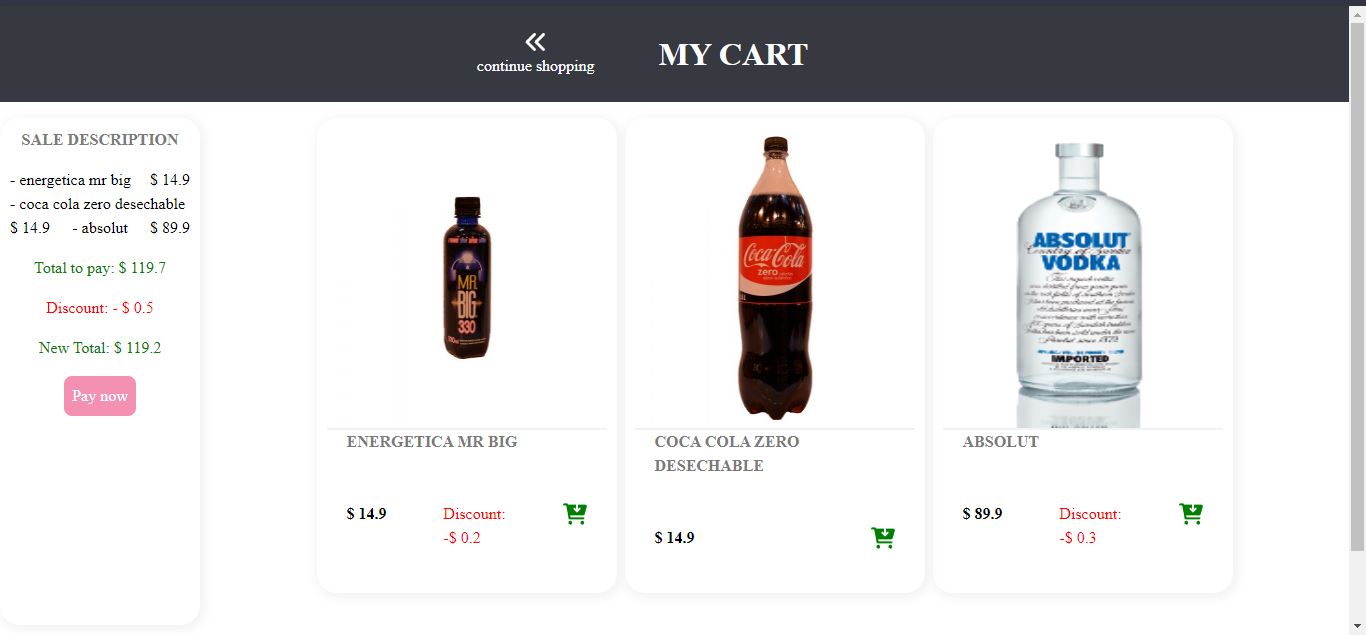 continue shopping
MY CART
SALE DESCRIPTION
- energetica mr big $ 14.9
- coca cola zero desechable
$ 14.9 - absolut $ 89.9
Total to pay: $ 119.7
Discount: - $ 0.5
New Total: $ 119.2
Pay now
MR.
BIG
330
ENERGETICA MR BIG
$ 14.9
Discount:
-$ 0.2
Coca-Cola
zero
COCA COLA ZERO
DESECHABLE
$ 14.9
ABSOLUT
Country of Sweden
VODKA
IMPORTED
ABSOLUT
$ 89.9
Discount:
-$ 0.3